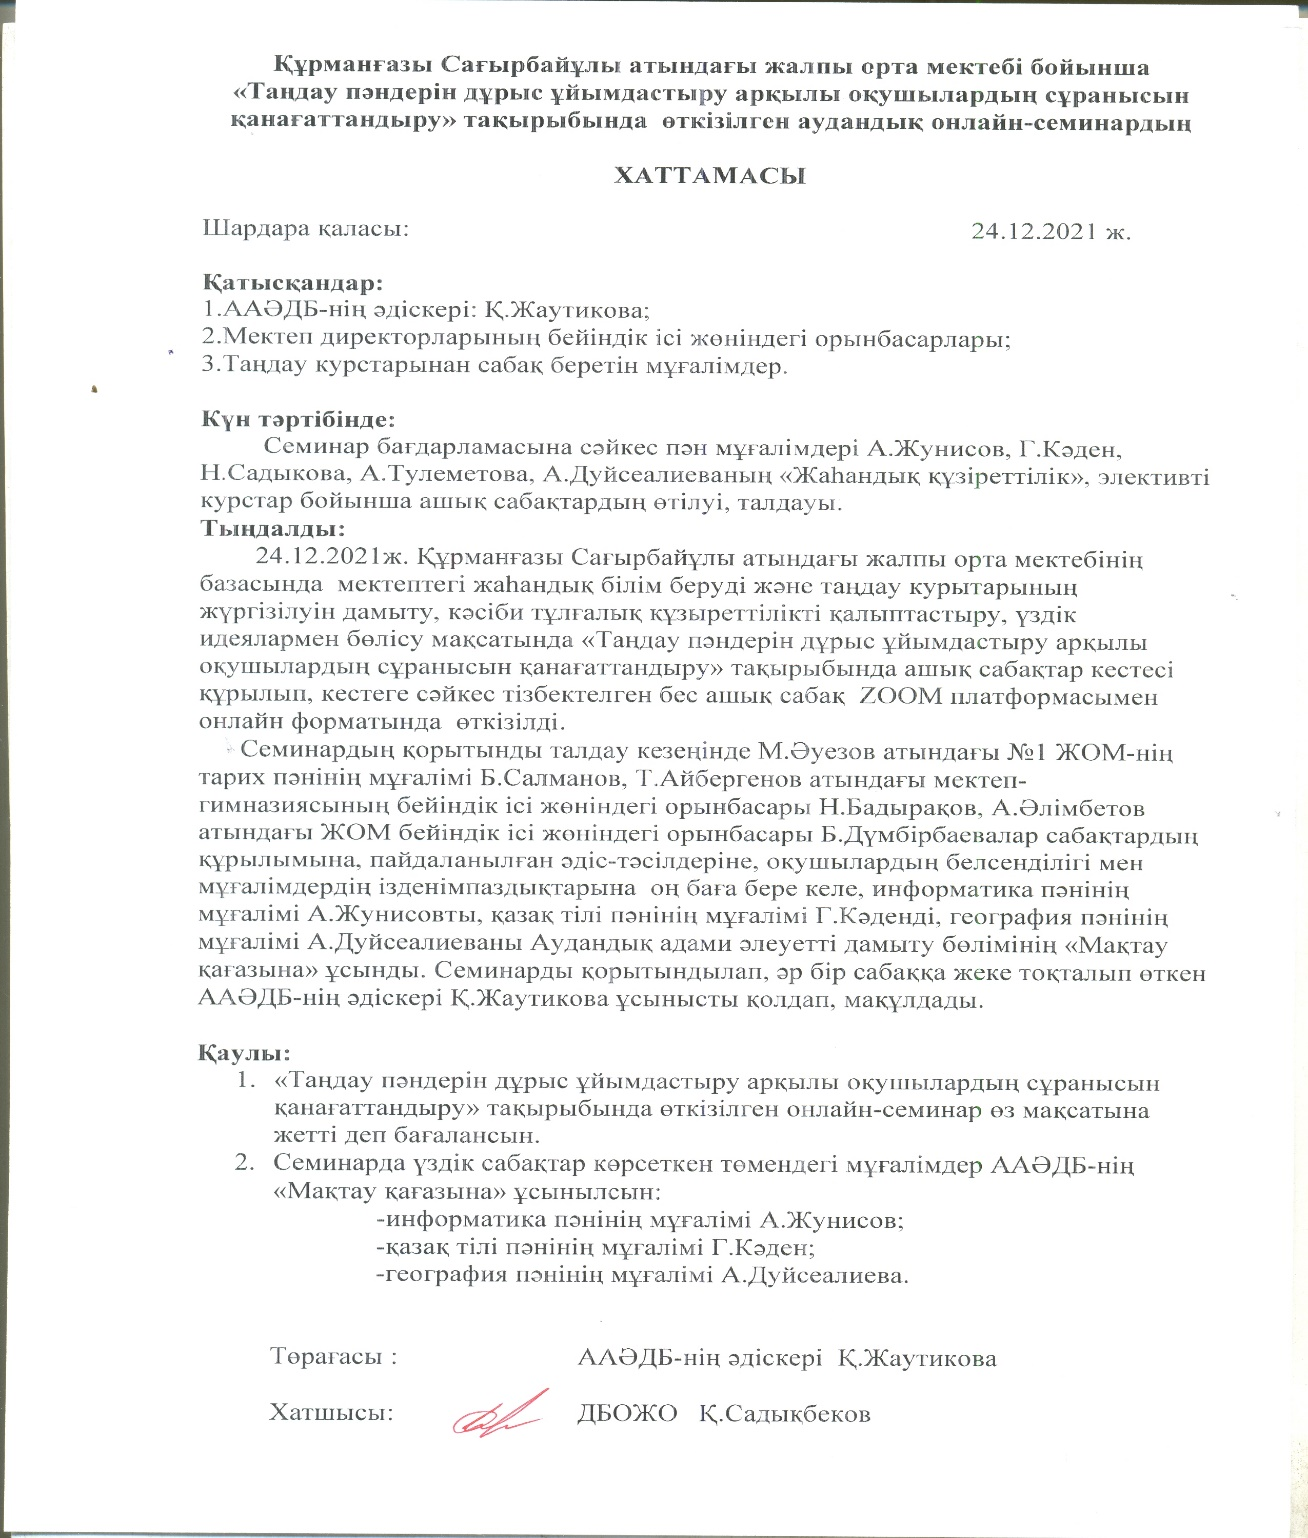 Құрманғазы Сағырбайұлы атындағы жалпы орта мектебі бойынша
«Таңдау пәндерін дұрыс ұйымдастыру арқылы оқушылардың сұранысын
қанағаттандыру» тақырыбында өткізілген аудандық онлайн-семинардың
ХАТТАМАСЫ
Шардара қаласы: 24.12.2021 ж.
Қатысқандар:
1.ААӘДБ-нің әдіскері: Қ.Жаутикова;
2.Мектеп директорларының бейіндік ісі жөніндегі орынбасарлары;
3.Таңдау курстарынан сабақ беретін мұғалімдер.
Күн тәртібінде:
Семинар бағдарламасына сәйкес пән мұғалімдері А.Жунисов, Г.Кәден,
Н.Садыкова, А.Тулеметова, А.Дуйсеалиеваның «Жаһандық құзіреттілік», элективті
курстар бойынша ашық сабақтардың өтілуі, талдауы.
Тыңдалды:
24.12.2021ж. Құрманғазы Сағырбайұлы атындағы жалпы орта мектебінің
базасында мектептегі жаһандық білім беруді және таңдау курытарының
жүргізілуін дамыту, кәсіби тұлғалық құзыреттілікті қалыптастыру, үздік
идеялармен бөлісу мақсатында «Таңдау пәндерін дұрыс ұйымдастыру арқылы
оқушылардың сұранысын қанағаттандыру» тақырыбында ашық сабақтар кестесі
құрылып, кестеге сәйкес тізбектелген бес ашық сабақ ZOOM платформасымен
онлайн форматында өткізілді.
Семинардың қорытынды талдау кезеңінде М.Әуезов атындағы №1 ЖОМ-нің
тарих пәнінің мұғалімі Б.Салманов, Т.Айбергенов атындағы мектеп-
гимназиясының бейіндік ісі жөніндегі орынбасары Н.Бадырақов, А.Әлімбетов
атындағы ЖОМ бейіндік ісі жөніндегі орынбасары Б.Дүмбірбаевалар сабақтардың
құрылымына, пайдаланылған әдіс-тәсілдеріне, оқушылардың белсенділігі мен
мұғалімдердің ізденімпаздықтарына оң баға бере келе, информатика пәнінің
мұғалімі А.Жунисовты, қазақ тілі пәнінің мұғалімі Г.Кәденді, география пәнінің
мұғалімі А.Дуйсеалиеваны Аудандық адами әлеуетті дамыту бөлімінің «Мақтау
қағазына» ұсынды. Семинарды қорытындылап, әр бір сабаққа жеке тоқталып өткен
ААӘДБ-нің әдіскері Қ.Жаутикова ұсынысты қолдап, мақұлдады.
Қаулы:
1. «Таңдау пәндерін дұрыс ұйымдастыру арқылы оқушылардың сұранысын
қанағаттандыру» тақырыбында өткізілген онлайн-семинар өз мақсатына
жетті деп бағалансын.
2. Семинарда үздік сабақтар көрсеткен төмендегі мұғалімдер ААӘДБ-нің
«Мақтау қағазына» ұсынылсын:
-информатика пәнінің мұғалімі А.Жунисов;
-қазақ тілі пәнінің мұғалімі Г.Кәден;
-география пәнінің мұғалімі А.Дуйсеалиева.
Төрағасы : ААӘДБ-нің әдіскері Қ.Жаутикова
Хатшысы: ДБОЖО Қ.Садықбеков